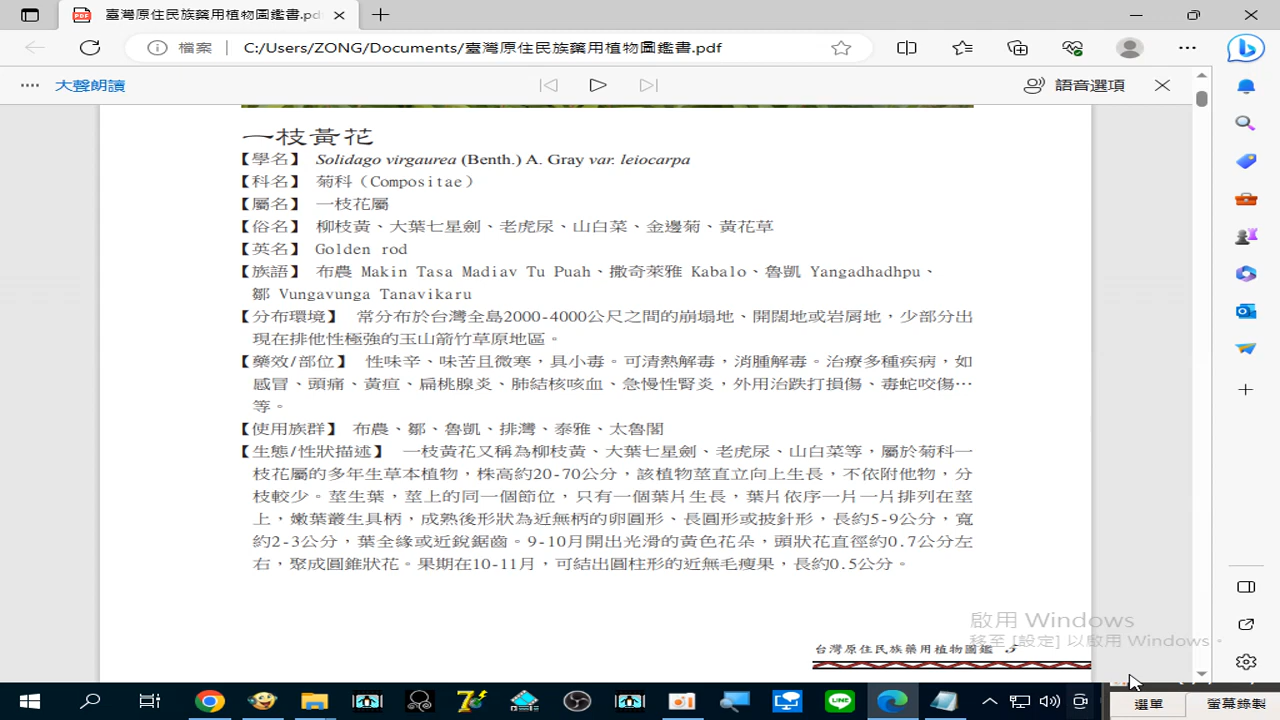 臺灣原住民族藥用植物圖鑑書.pd
檔案
C:/Users/ZONG/Documents/臺灣原住民族藥用植物圖鑑書.pdf
大聲朗讀
語音選項
一枝黃花
【學名】 Solidago virgaurea (Benth.) A. Gray var. leiocarpa
【科名】 菊科（Compositae）
【屬名】 一枝花屬
【俗名】 柳枝黃、大葉七星劍、老虎尿、山白菜、金邊菊、黃花草
【英名】 Golden rod
【族語】 布農 Makin Tasa Madiav Tu Puah、撒奇萊雅 Kabalo、魯凱 Yangadhadhpu、
鄒 Vungavunga Tanavikaru
【分布環境】 常分布於台灣全島2000-4000公尺之間的崩塌地、開闊地或岩屑地，少部分出
現在排他性極強的玉山箭竹草原地區。
【藥效/部位】 性味辛、味苦且微寒，具小毒。可清熱解毒，消腫解毒。治療多種疾病，如
感冒、頭痛、黃疸、扁桃腺炎、肺結核咳血、急慢性腎炎，外用治跌打損傷、毒蛇咬傷…
等。
【使用族群】 布農、鄒、魯凱、排灣、泰雅、太魯閣
【生態/性狀描述】 一枝黃花又稱為柳枝黃、大葉七星劍、老虎尿、山白菜等，屬於菊科一
枝花屬的多年生草本植物，株高約20-70公分，該植物莖直立向上生長，不依附他物，分
枝較少。莖生葉，莖上的同一個節位，只有一個葉片生長，葉片依序一片一片排列在莖
上，嫩葉叢生具柄，成熟後形狀為近無柄的卵圓形、長圓形或披針形，長約5-9公分，寬
約2-3公分，葉全緣或近銳鋸齒。9-10月開出光滑的黃色花朵，頭狀花直徑約0.7公分左
右，聚成圓錐狀花。果期在10-11月，可結出圓柱形的近無毛瘦果，長約0.5公分。
啟用 Windows
移至 [設定] 以啟用 Windows。
台灣原住民族藥用植物圖鑑 5
LINE
選單
螢幕錄製